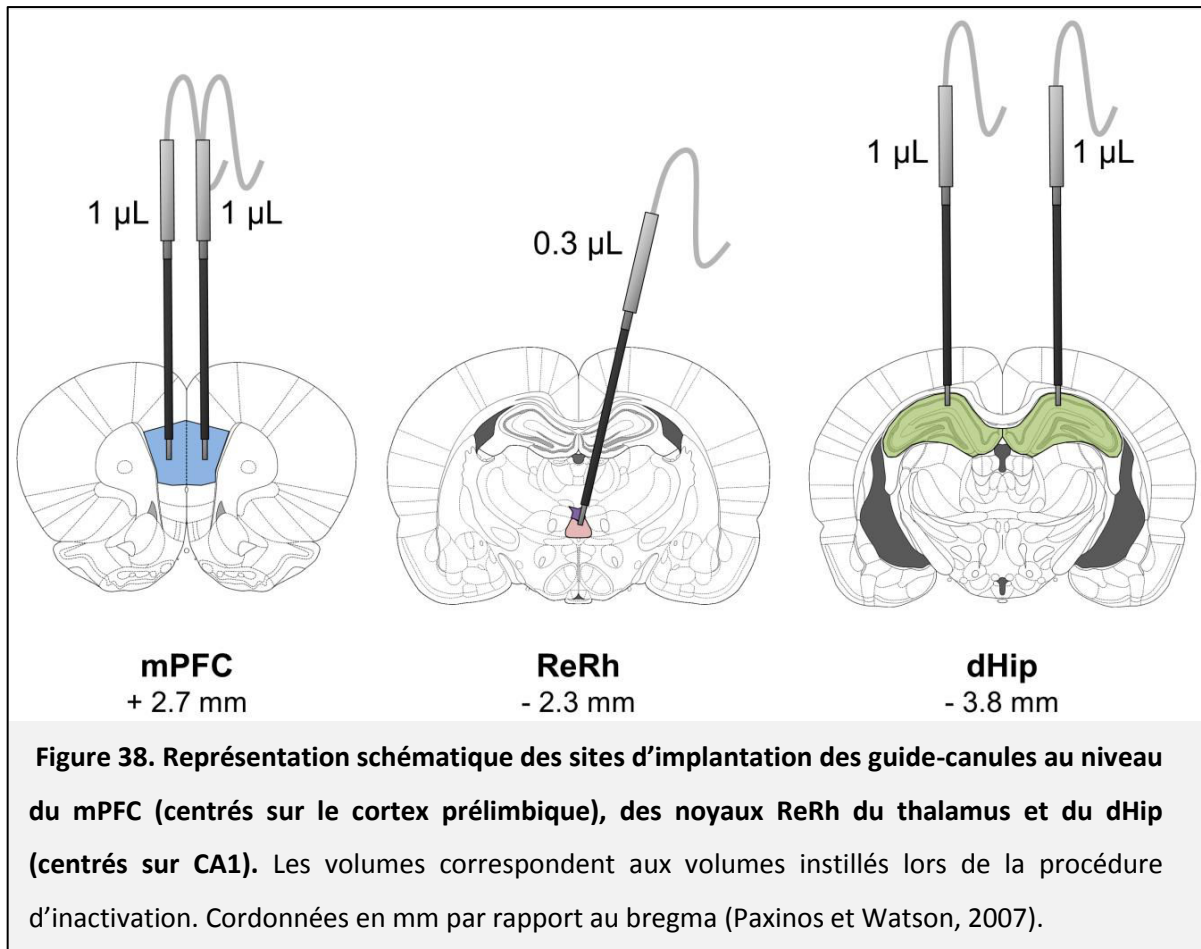 1 µL
1 µL
0.3 µL
1 µL
1 µL
mPFC
+ 2.7 mm
ReRh
- 2.3 mm
dHip
- 3.8 mm
Figure 38. Représentation schématique des sites d’implantation des guide-canules au niveau
du mPFC (centrés sur le cortex prélimbique), des noyaux ReRh du thalamus et du dHip
(centrés sur CA1). Les volumes correspondent aux volumes instillés lors de la procédure
d’inactivation. Cordonnées en mm par rapport au bregma (Paxinos et Watson, 2007).